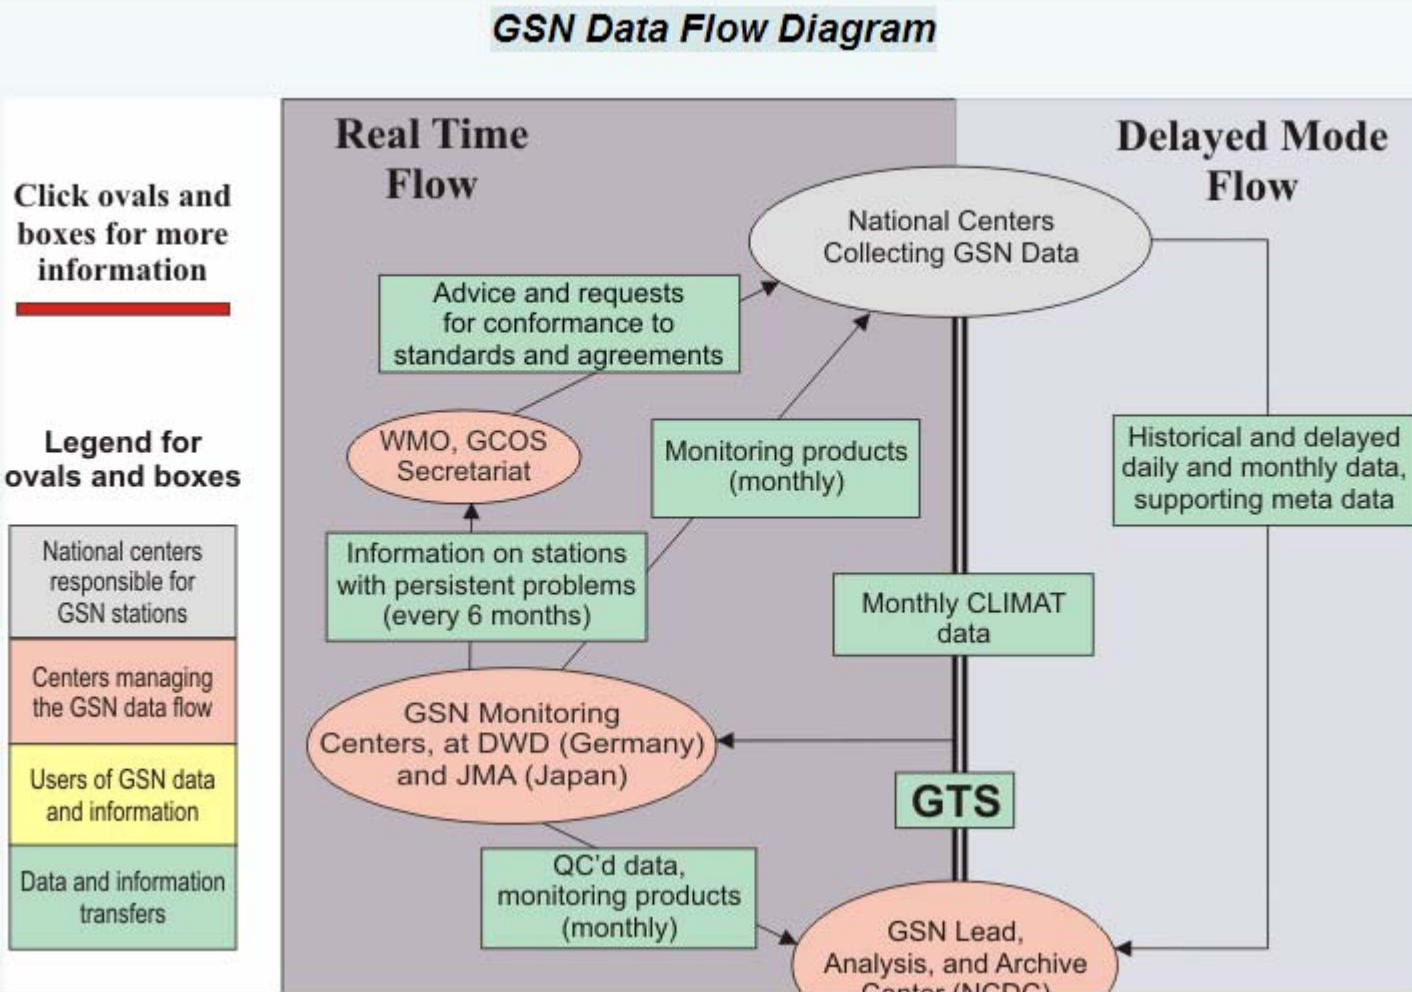 GSN Data Flow Diagram
Real Time
Flow
Delayed Mode
Flow
Click ovals and
boxes for more
information
National Centers
Collecting GSN Data
Advice and requests
for conformance to
standards and agreements
WMO, GCOS
Secretariat
Monitoring products
(monthly)
Historical and delayed
daily and monthly data,
supporting meta data
Legend for
ovals and boxes
National centers
responsible for
GSN stations
Centers managing
the GSN data flow
Users of GSN data
and information
Data and information
transfers
Information on stations
with persistent problems
(every 6 months)
Monthly CLIMAT
data
GSN Monitoring
Centers, at DWD (Germany)
and JMA (Japan)
GTS
QC'd data,
monitoring products
(monthly)
GSN Lead,
Analysis, and Archive
Center (NCDC)